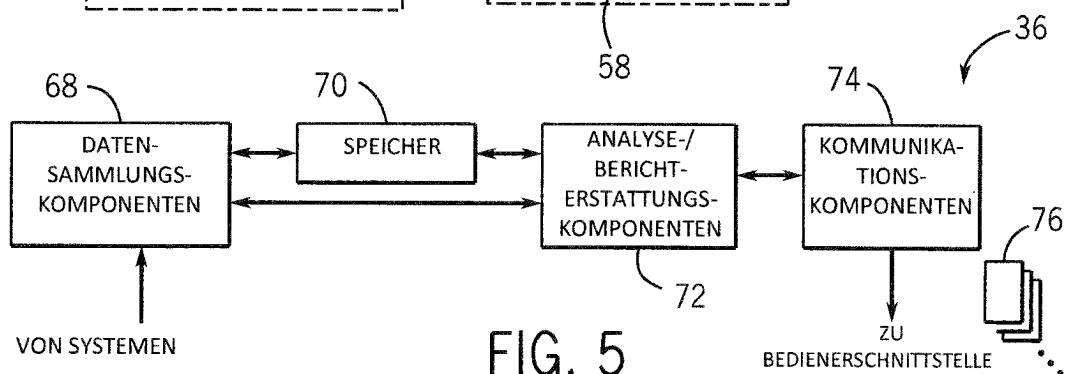 58
36
68
70
74
DATEN-
SAMMLUNGS-
KOMPONENTEN
SPEICHER
ANALYSE-/
BERICHT-
ERSTATTUNGS-
KOMPONENTEN
KOMMUNIKA-
TIONS-
KOMPONENTEN
72
76
VON SYSTEMEN
FIG. 5
ZU
BEDIENERSCHNITTSTELLE